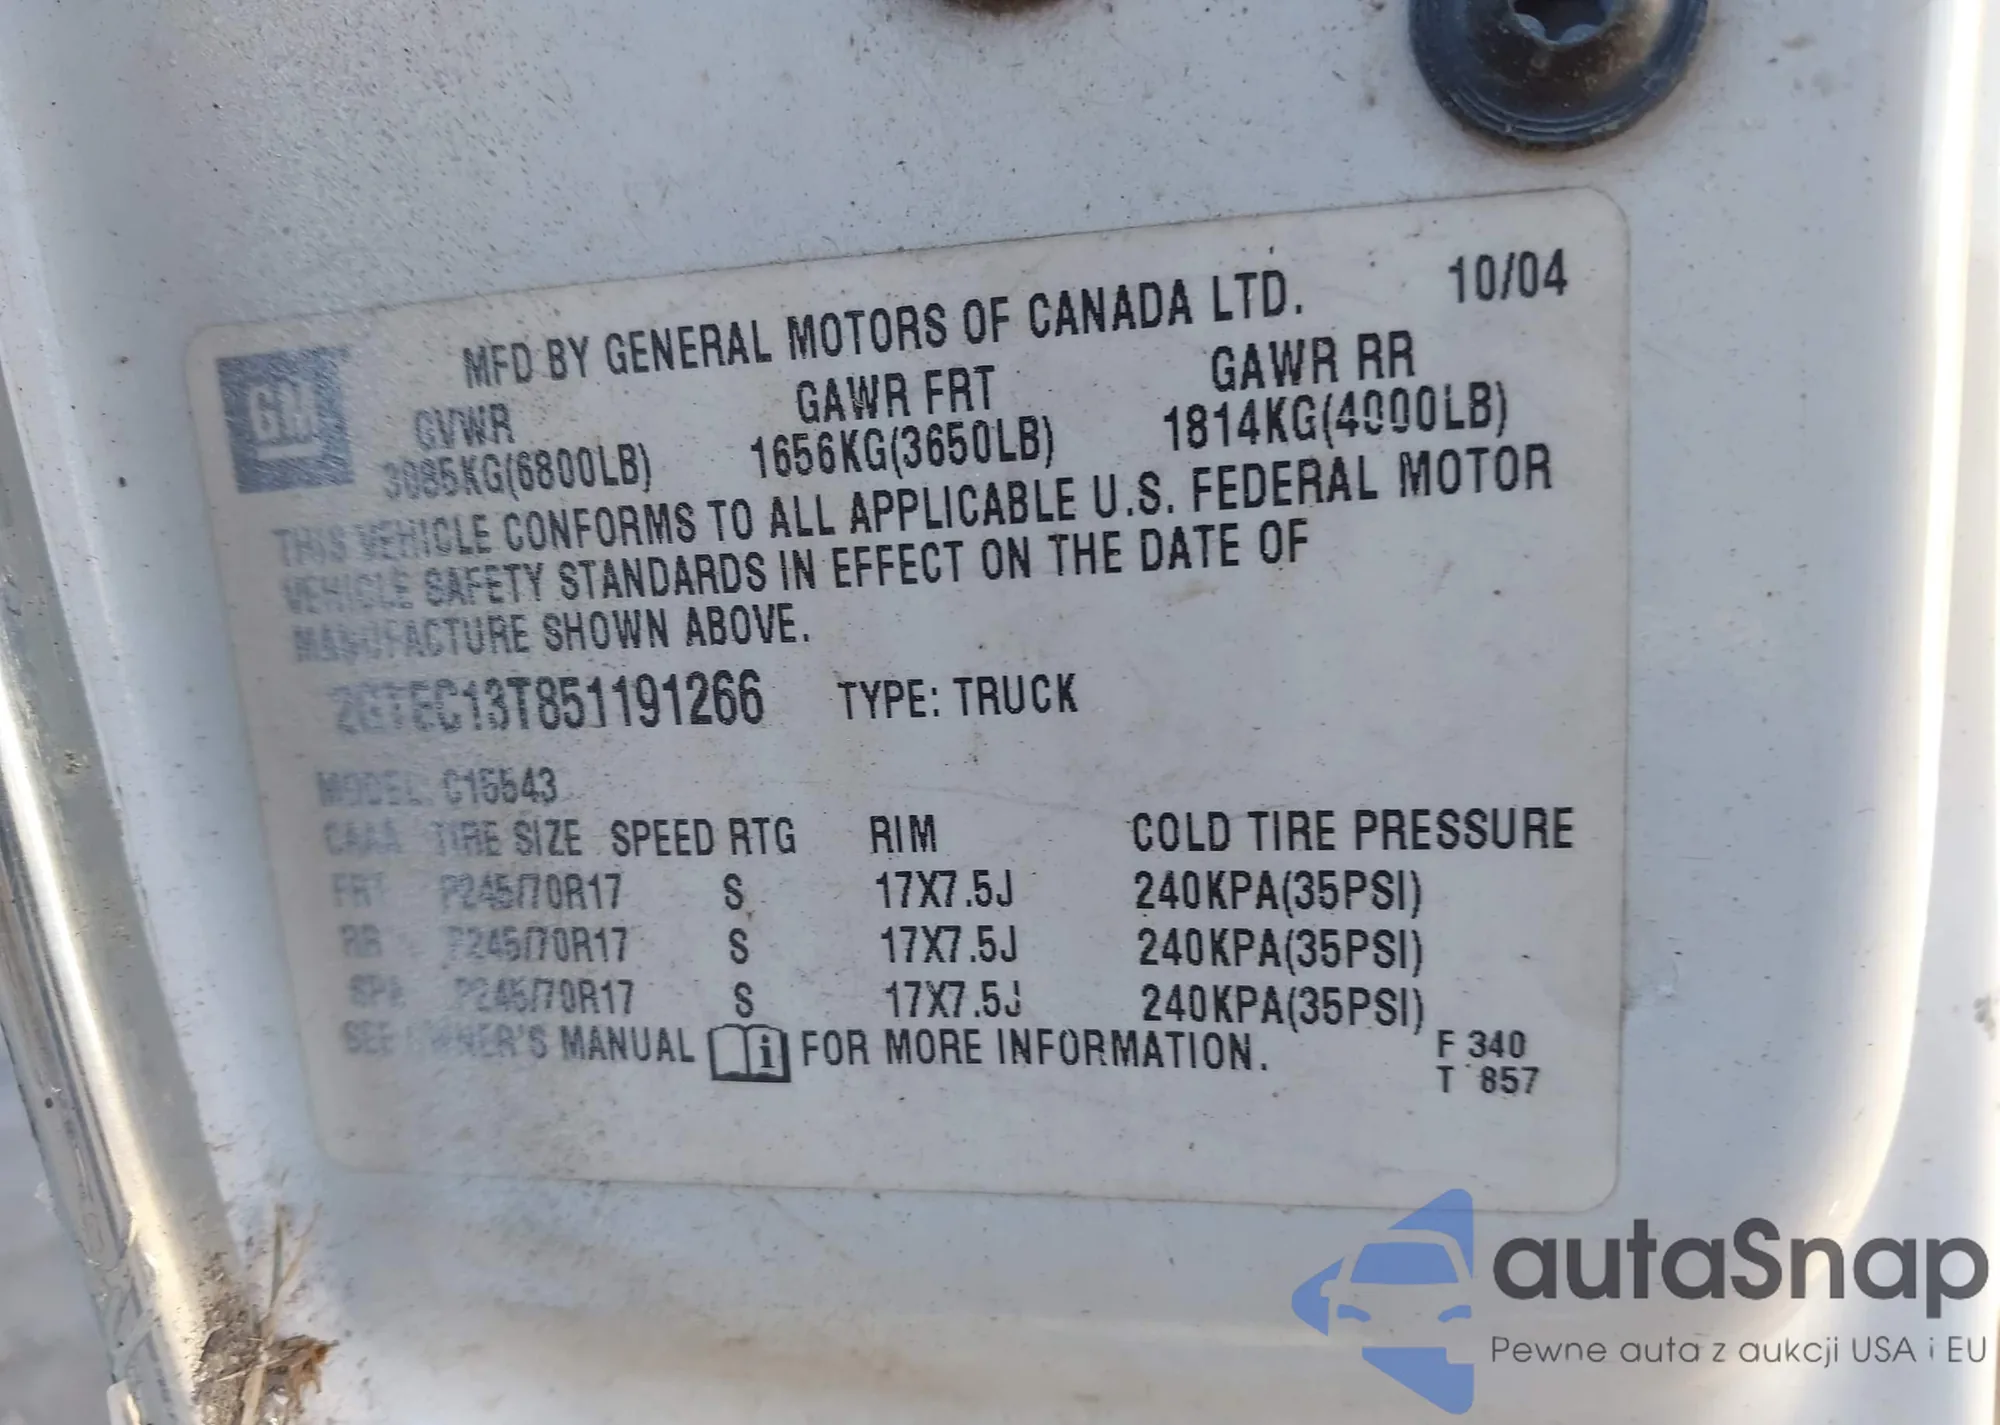 MFD BY GENERAL MOTORS OF CANADA LTD. 10/04
GM
GVWR GAWR FRT GAWR RR
3085KG(6800LB) 1656KG(3650LB) 1814KG(4000LB)
THIS VEHICLE CONFORMS TO ALL APPLICABLE U.S. FEDERAL MOTOR
VEHICLE SAFETY STANDARDS IN EFFECT ON THE DATE OF
MANUFACTURE SHOWN ABOVE.
2GTEC13T851191266 TYPE: TRUCK
MODEL: C15543
TIRE SIZE SPEED RTG RIM COLD TIRE PRESSURE
FRT P245/70R17 S 17X7.5J 240KPA(35PSI)
RR P245/70R17 S 17X7.5J 240KPA(35PSI)
SPA P245/70R17 S 17X7.5J 240KPA(35PSI)
SEE OWNER'S MANUAL i FOR MORE INFORMATION.
F 340
T 857
autaSnap
Pewne auta z aukcji USA i EU